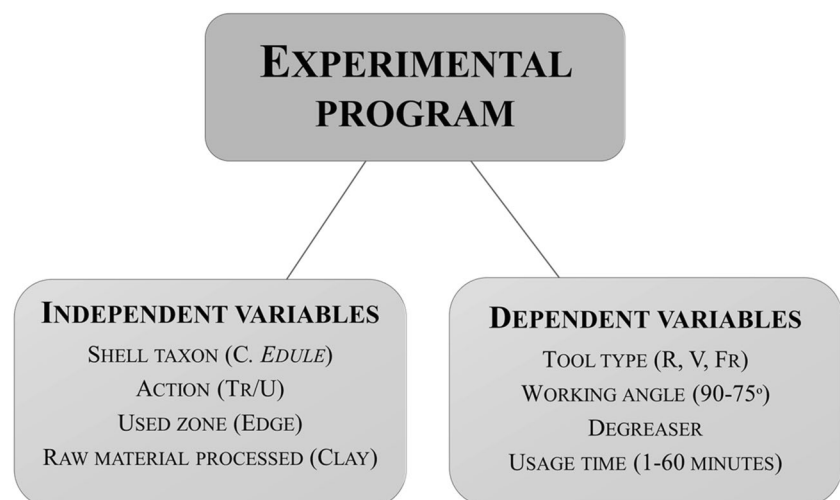 EXPERIMENTAL
PROGRAM
INDEPENDENT VARIABLES
SHELL TAXON (C. EDULE)
ACTION (TR/U)
USED ZONE (EDGE)
RAW MATERIAL PROCESSED (CLAY)
DEPENDENT VARIABLES
TOOL TYPE (R, V, FR)
WORKING ANGLE (90-75º)
DEGREASER
USAGE TIME (1-60 MINUTES)